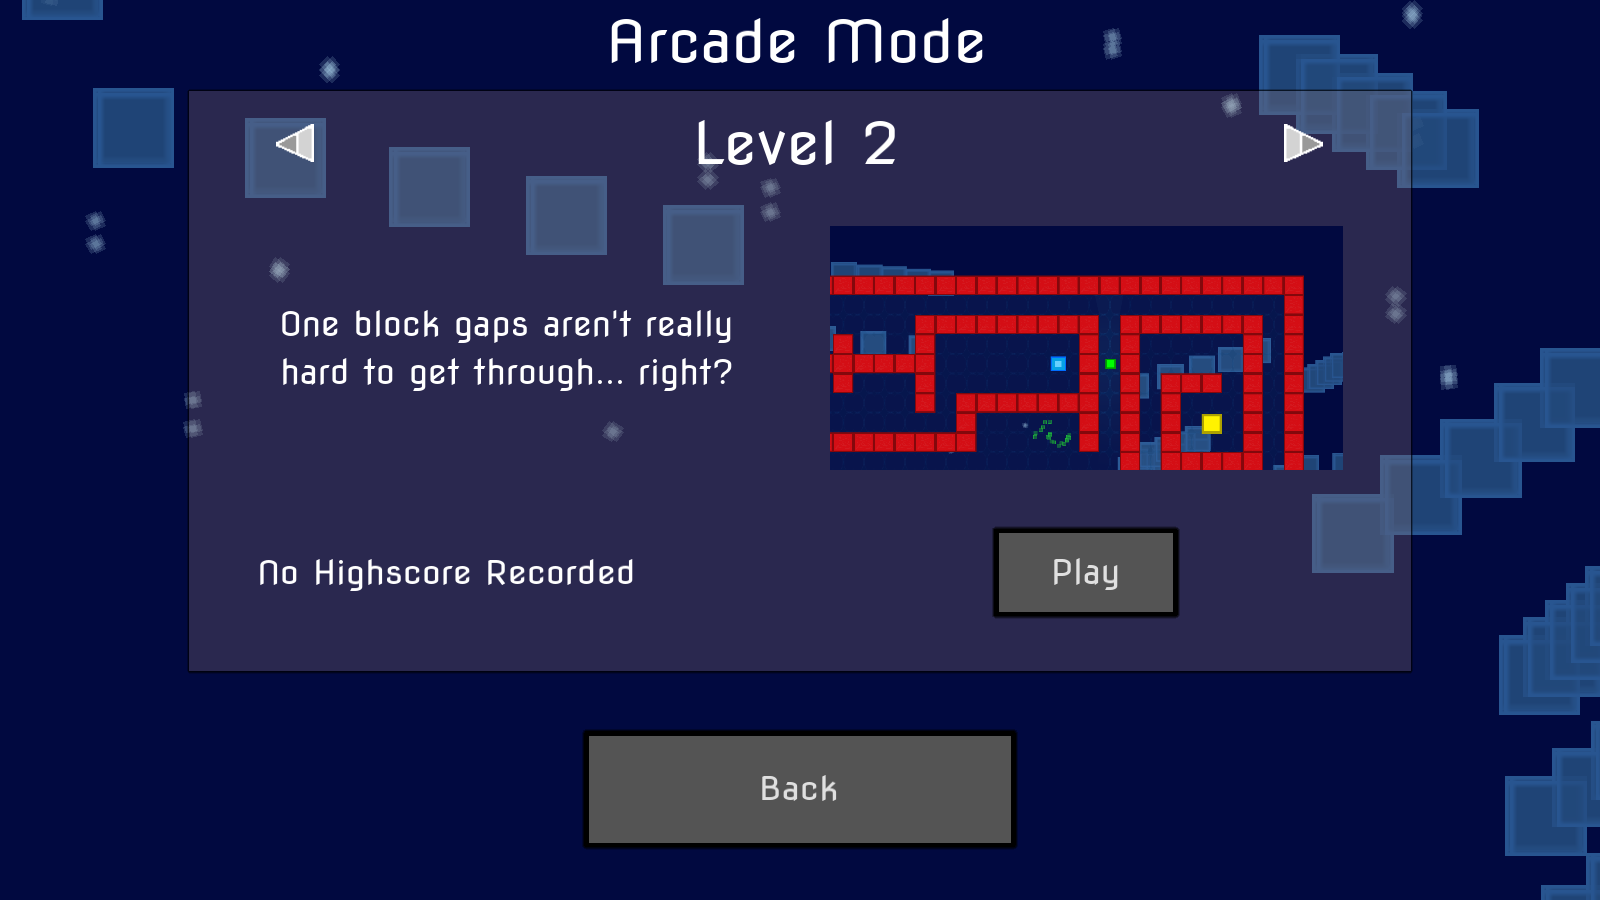 Arcade Mode
Level 2
One block gaps aren't really
hard to get through... right?
No Highscore Recorded
Play
Back